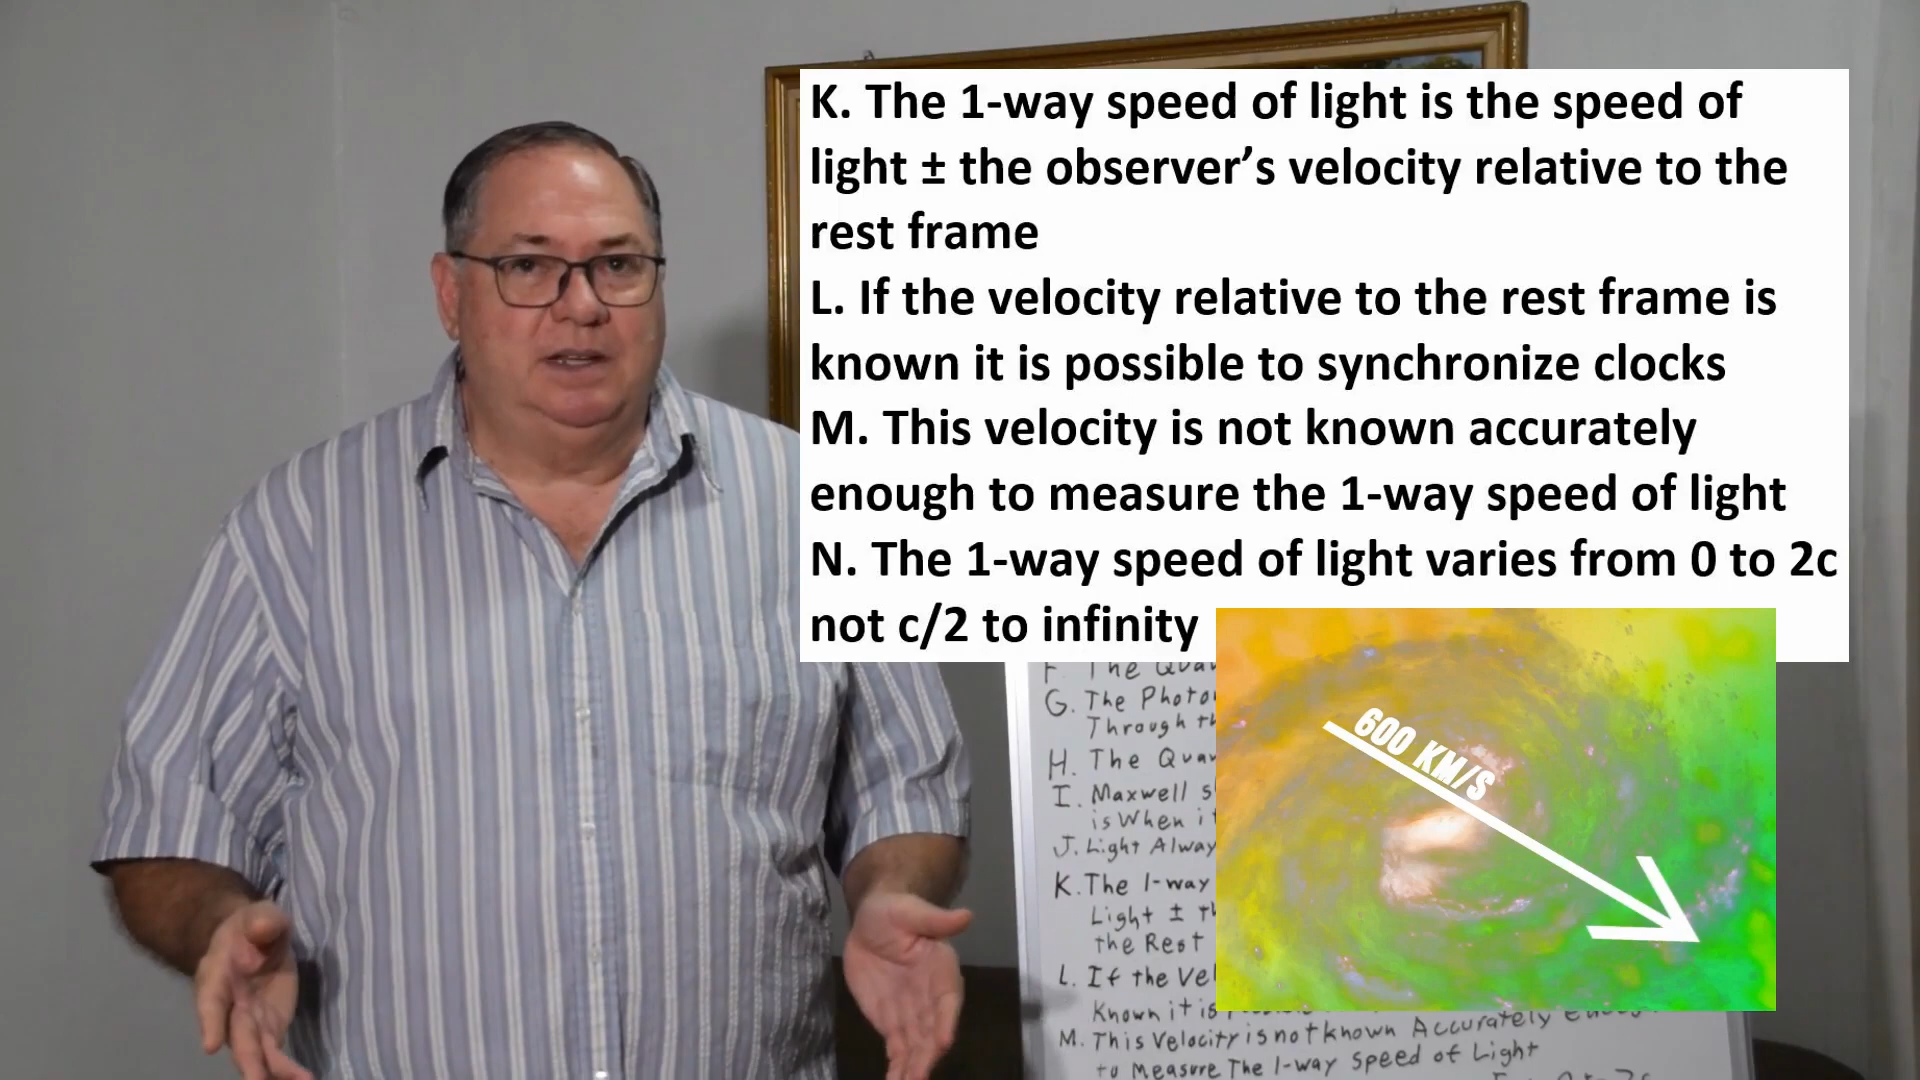 K. The 1-way speed of light is the speed of
light ± the observer’s velocity relative to the
rest frame
L. If the velocity relative to the rest frame is
known it is possible to synchronize clocks
M. This velocity is not known accurately
enough to measure the 1-way speed of light
N. The 1-way speed of light varies from 0 to 2c
not c/2 to infinity
600 KM/S
F. The
G. The
Through
H. The
I. Maxwell
is When
J. Light
K. The 1-way
Light ±
the Rest
L. If the
Known it is
M. This Velocity is not known Accurately
to Measure The 1-way Speed of Light